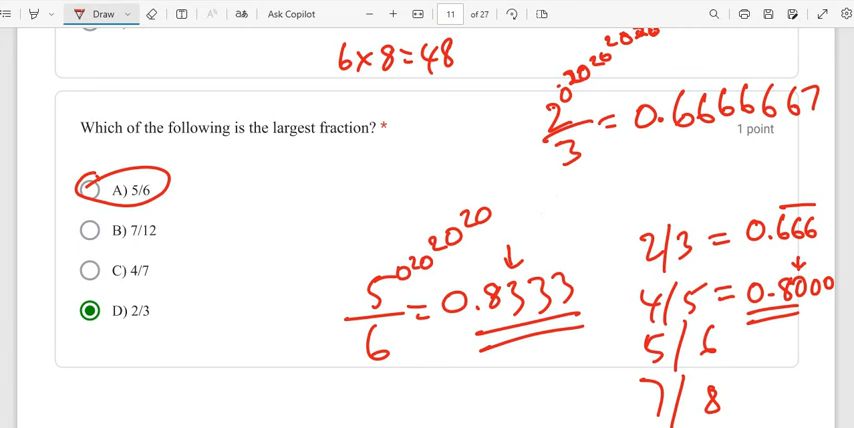 Draw
Ask Copilot
11 of 27
6 x 8 = 48
Which of the following is the largest fraction? *
1 point
2/3 = 0.6666667
A) 5/6
B) 7/12
C) 4/7
D) 2/3
5/6 = 0.8333
2/3 = 0.666
4/5 = 0.8000
5/6
7/8